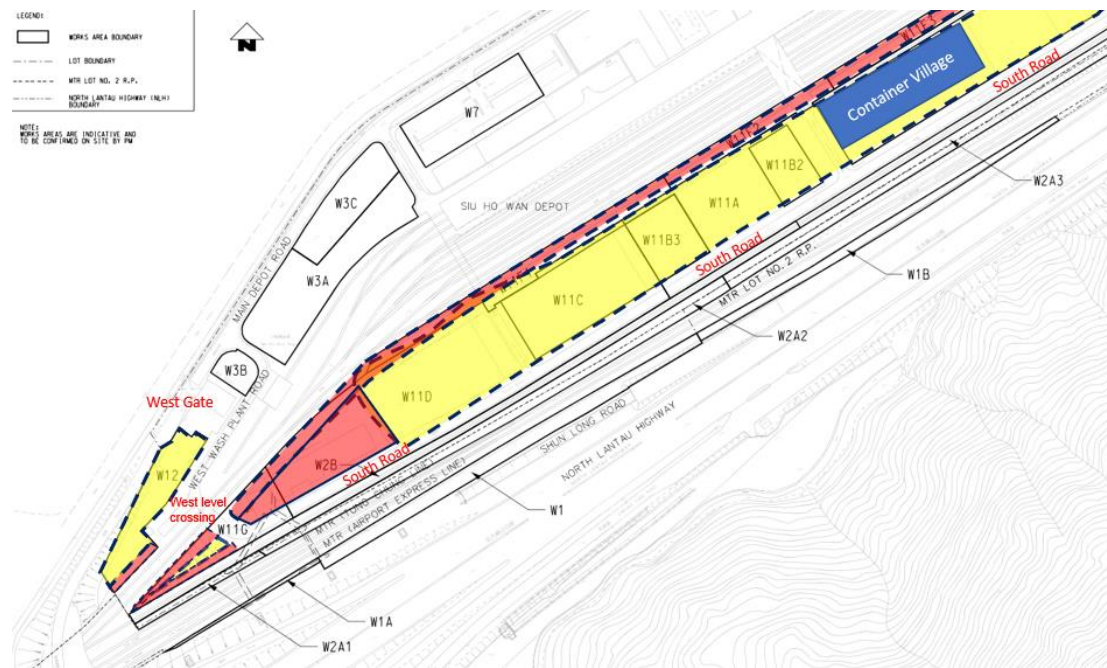 LEGEND:
WORKS AREA BOUNDARY
LOT BOUNDARY
MTR LOT NO. 2 R.P.
NORTH LANTAU HIGHWAY (NLH)
BOUNDARY
NOTE:
WORKS AREAS ARE INDICATIVE AND
TO BE CONFIRMED ON SITE BY PM
N
W7
Container Village
South Road
W11B2
W2A3
W3C
SIU HO WAN DEPOT
W11A
W11B3
South Road
W3A
MAIN DEPOT ROAD
W11C
MTR LOT NO. 2 R.P.
W1B
W2A2
W3B
WEST WASH PLANT ROAD
W11D
West Gate
SHUN LONG ROAD
NORTH LANTAU HIGHWAY
W12
W2B
South Road
West level
crossing
W11G
MTR (TUNG CHUNG LINE)
MTR (AIRPORT EXPRESS LINE)
W1
W1A
W2A1